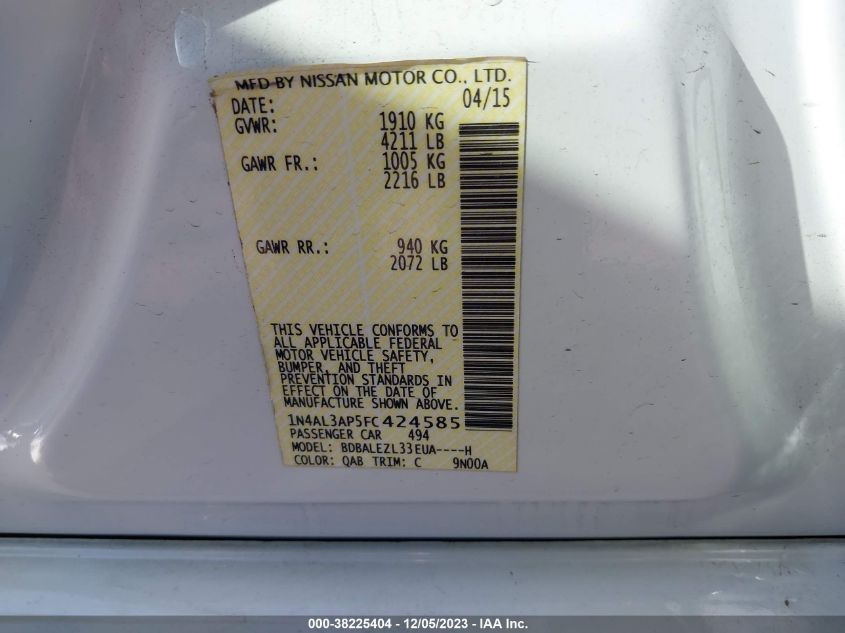 MFD BY NISSAN MOTOR CO., LTD.
DATE: 04/15
GVWR: 1910 KG
4211 LB
GAWR FR.: 1005 KG
2216 LB
GAWR RR.: 940 KG
2072 LB
THIS VEHICLE CONFORMS TO
ALL APPLICABLE FEDERAL
MOTOR VEHICLE SAFETY,
BUMPER, AND THEFT
PREVENTION STANDARDS IN
EFFECT ON THE DATE OF
MANUFACTURE SHOWN ABOVE.
1N4AL3AP5FC424585
PASSENGER CAR 494
MODEL: BDBALEZL33EUA----H
COLOR: QAB TRIM: C 9N00A
000-38225404 - 12/05/2023 - IAA Inc.